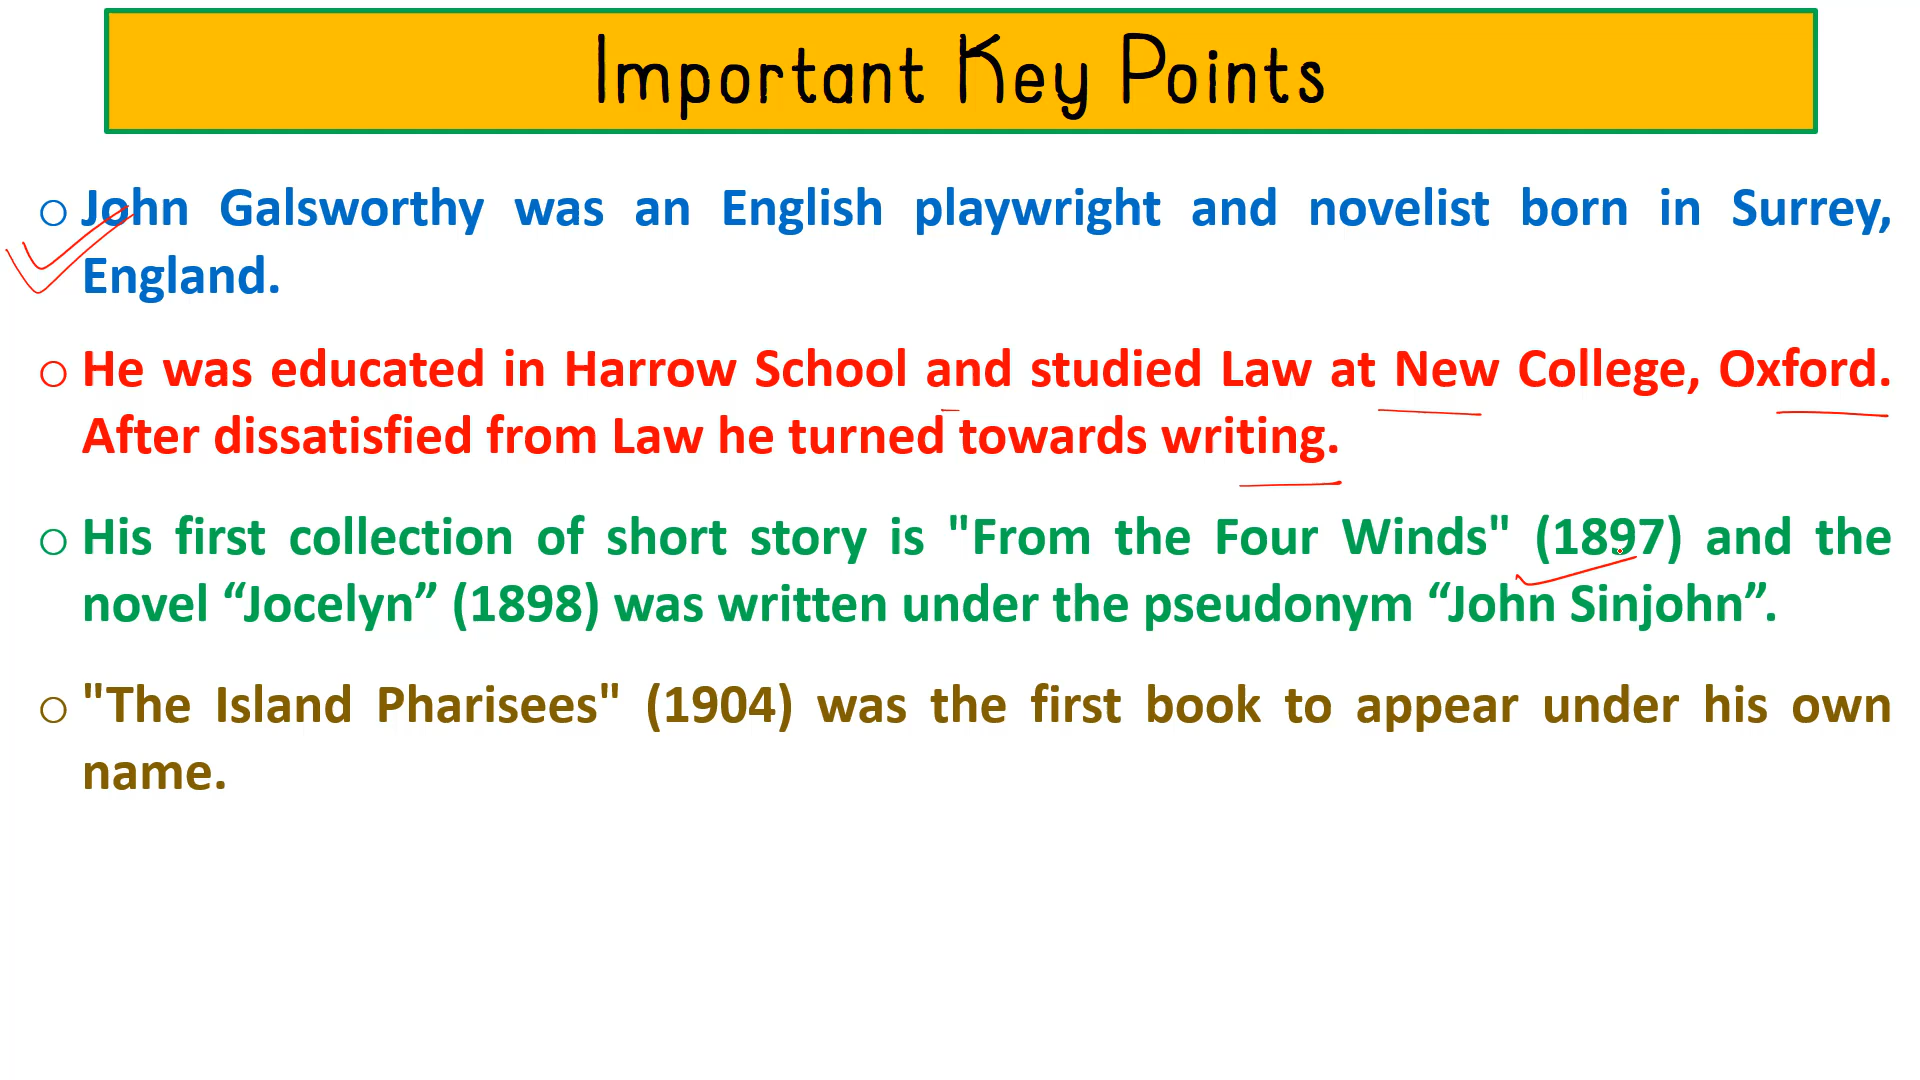 Important Key Points
○ John Galsworthy was an English playwright and novelist born in Surrey,
England.
○ He was educated in Harrow School and studied Law at New College, Oxford.
After dissatisfied from Law he turned towards writing.
○ His first collection of short story is "From the Four Winds" (1897) and the
novel “Jocelyn” (1898) was written under the pseudonym “John Sinjohn”.
○ "The Island Pharisees" (1904) was the first book to appear under his own
name.